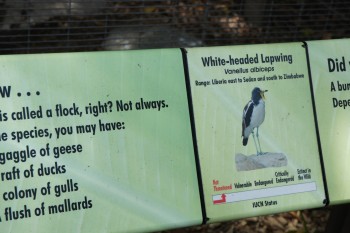 ow . . .
is called a flock, right? Not always.
e species, you may have:
gaggle of geese
raft of ducks
colony of gulls
flush of mallards
White-headed Lapwing
Vanellus albiceps
Range: Liberia east to Sudan and south to Zimbabwe
Not Threatened Vulnerable Endangered Critically Endangered Extinct in the Wild
IUCN Status
Did
A bu
Depe